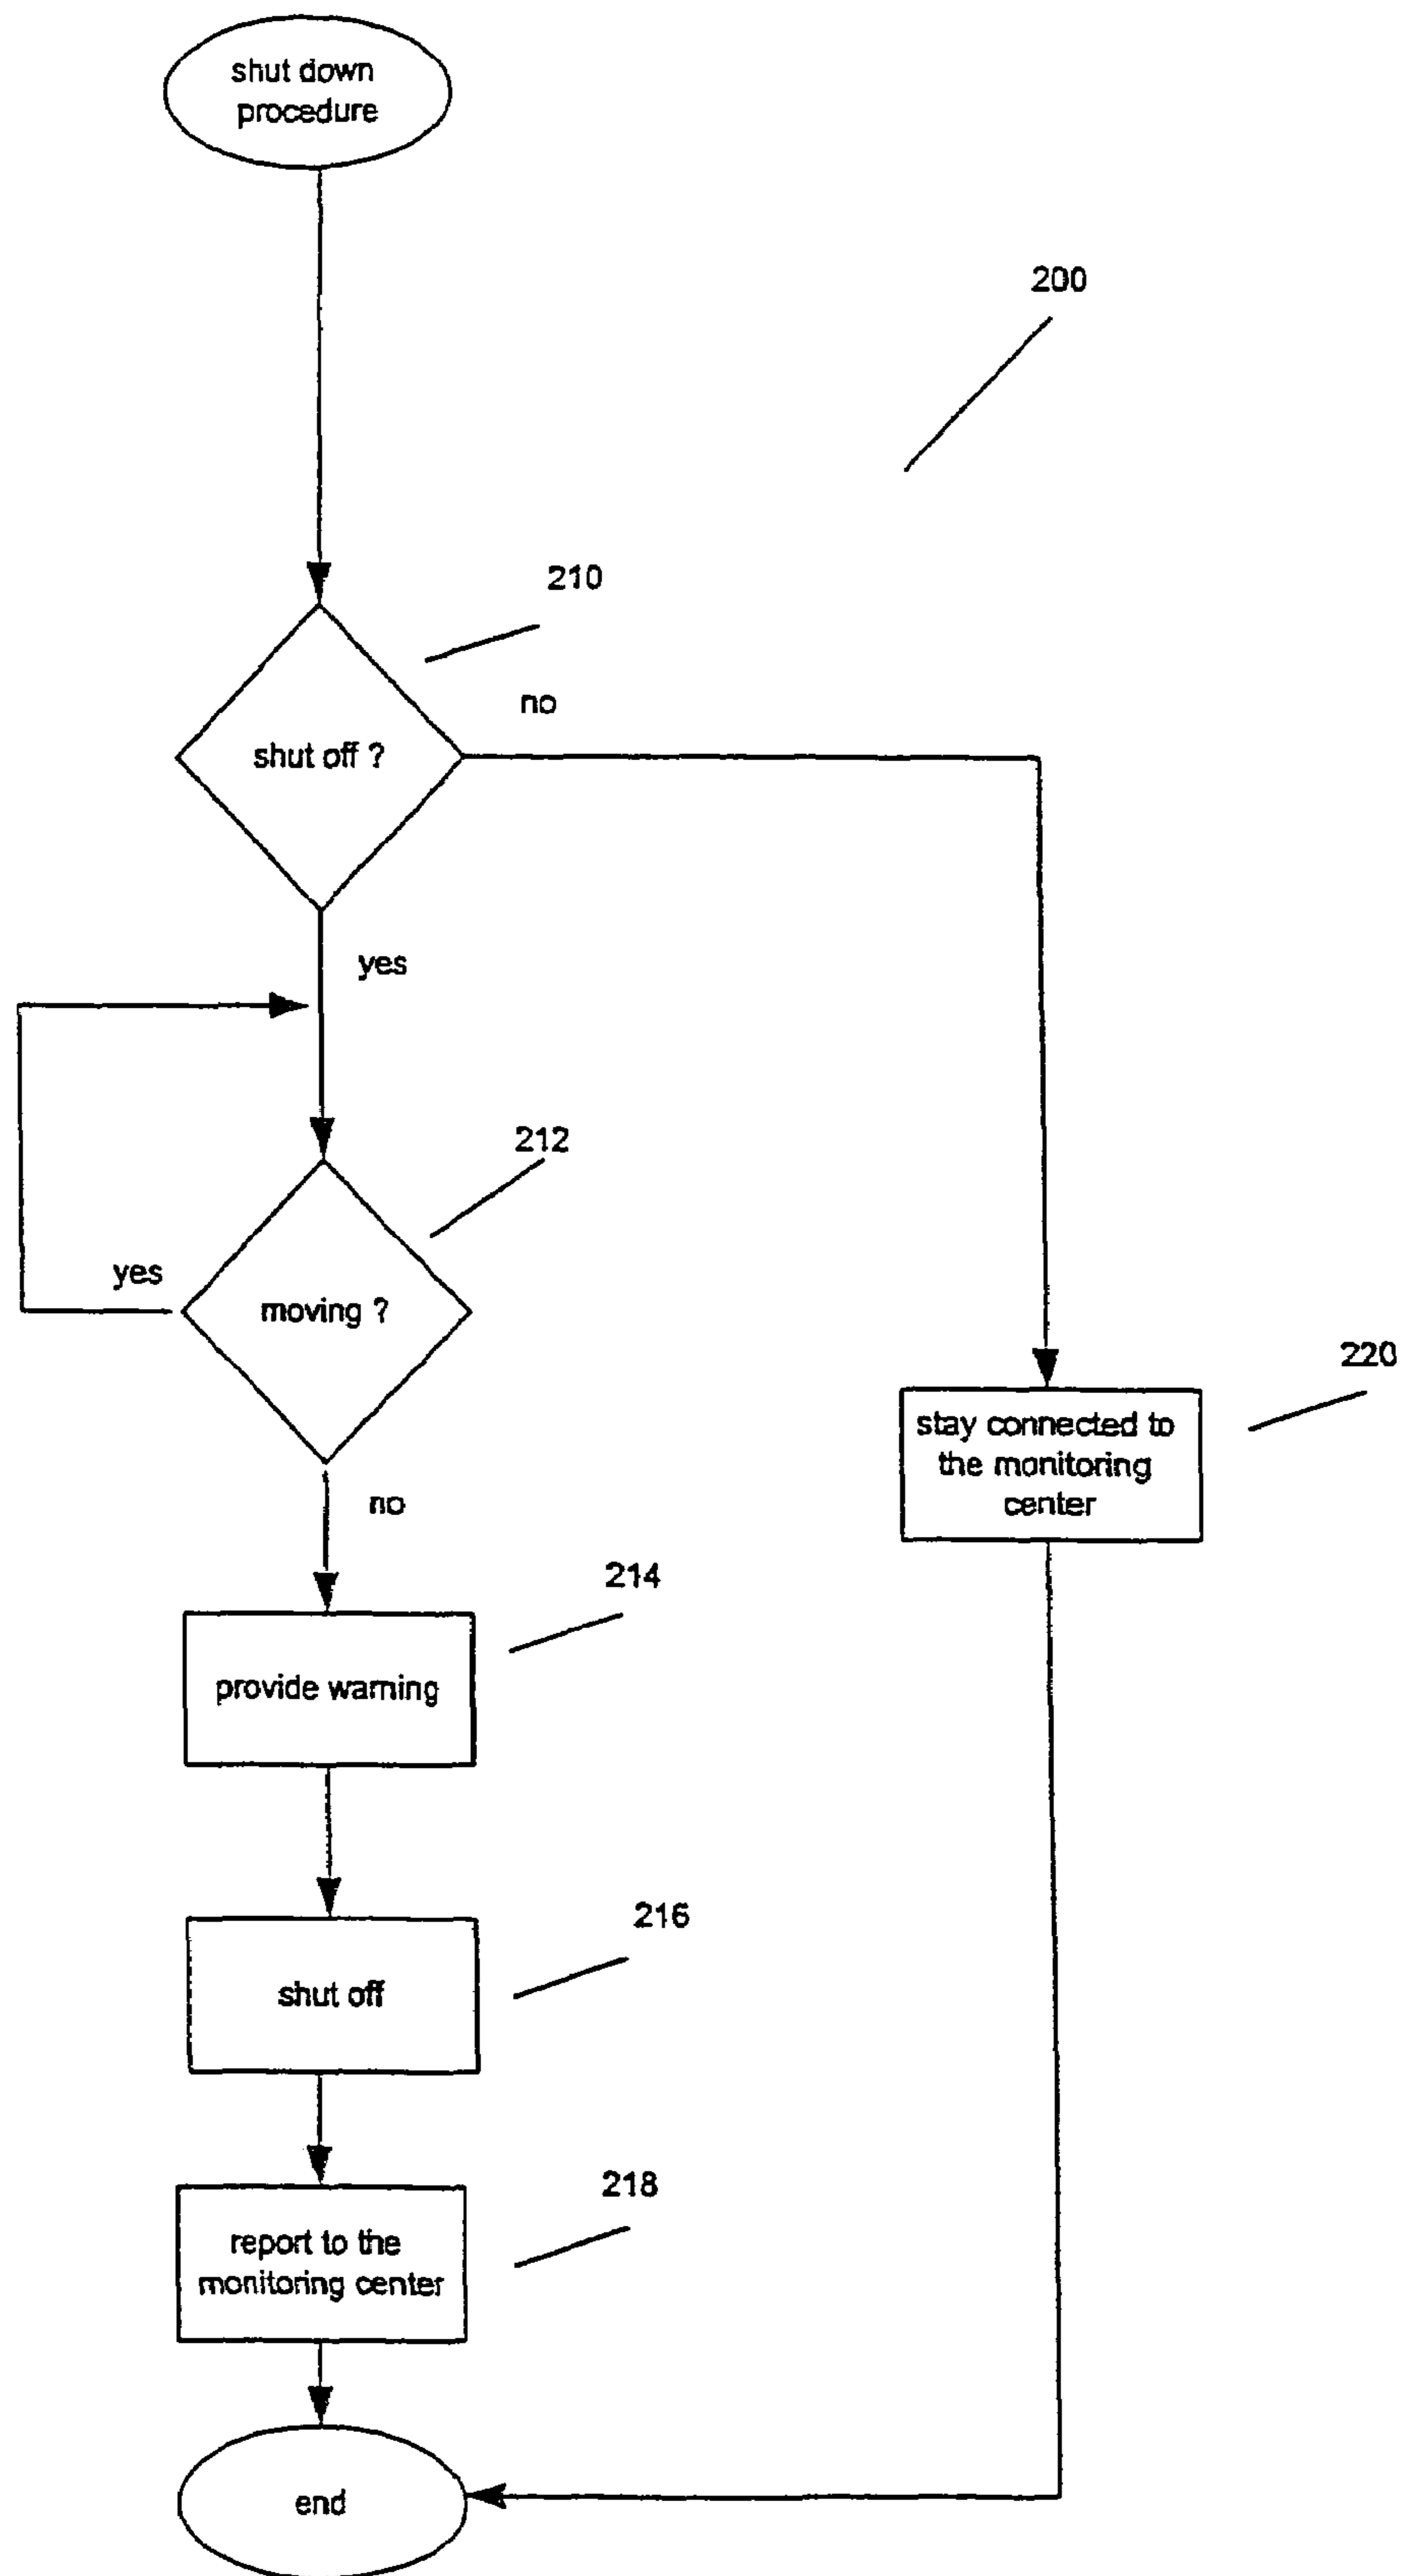 shut down
procedure
200
210
no
shut off ?
yes
212
yes
moving ?
220
stay connected to
the monitoring
center
no
214
provide warning
216
shut off
218
report to the
monitoring center
end